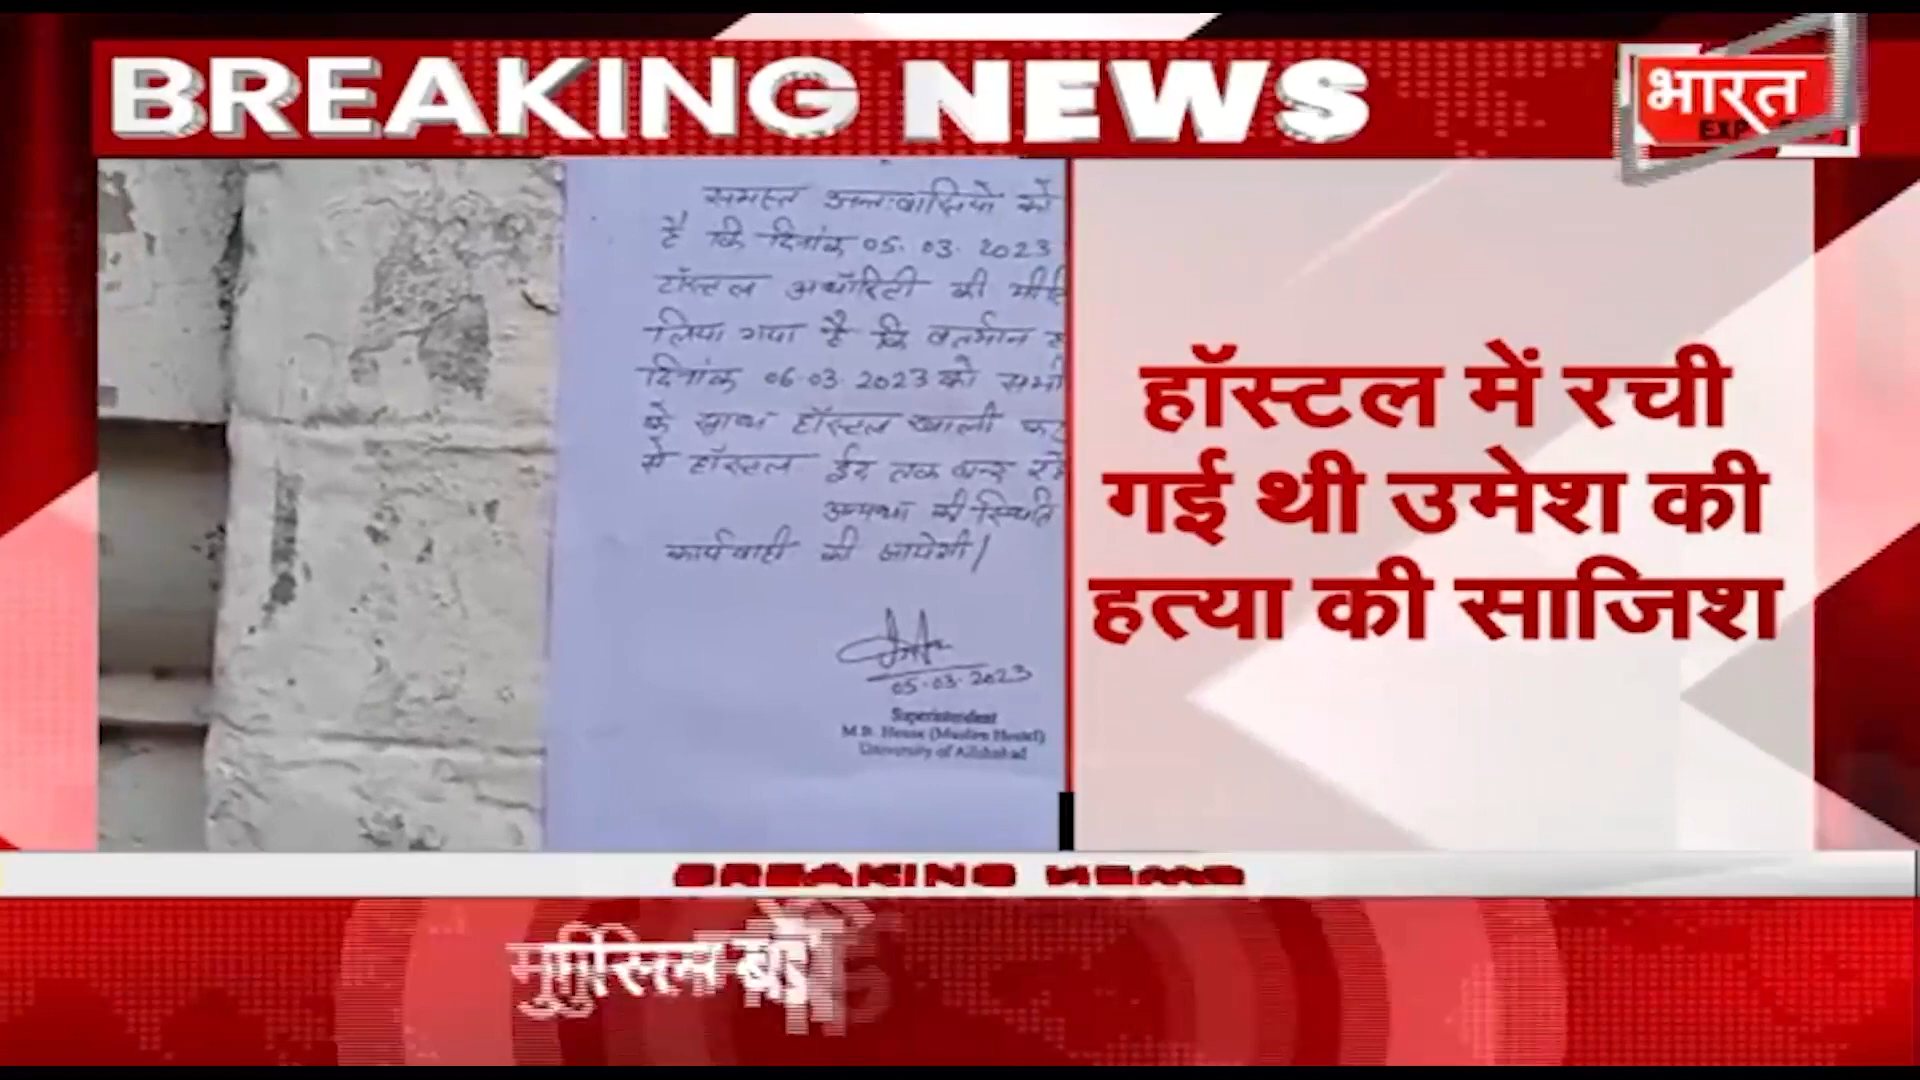 BREAKING NEWS
भारत
समस्त अन्तःवासियो को
है कि दिनांक 05.03.2023
हॉस्टल अथॉरिटी की
लिया गया है कि वर्तमान
दिनांक 06.03.2023 को सभी
के साथ हॉस्टल खाली
से हॉस्टल ईद तक बन्द
अन्यथा की स्थिति
कार्यवाही की जायेगी।
05.03.2023
Superintendent
M.B. House (Muslim Hostel)
University of Allahabad
हॉस्टल में रची
गई थी उमेश की
हत्या की साजिश
BREAKING NEWS